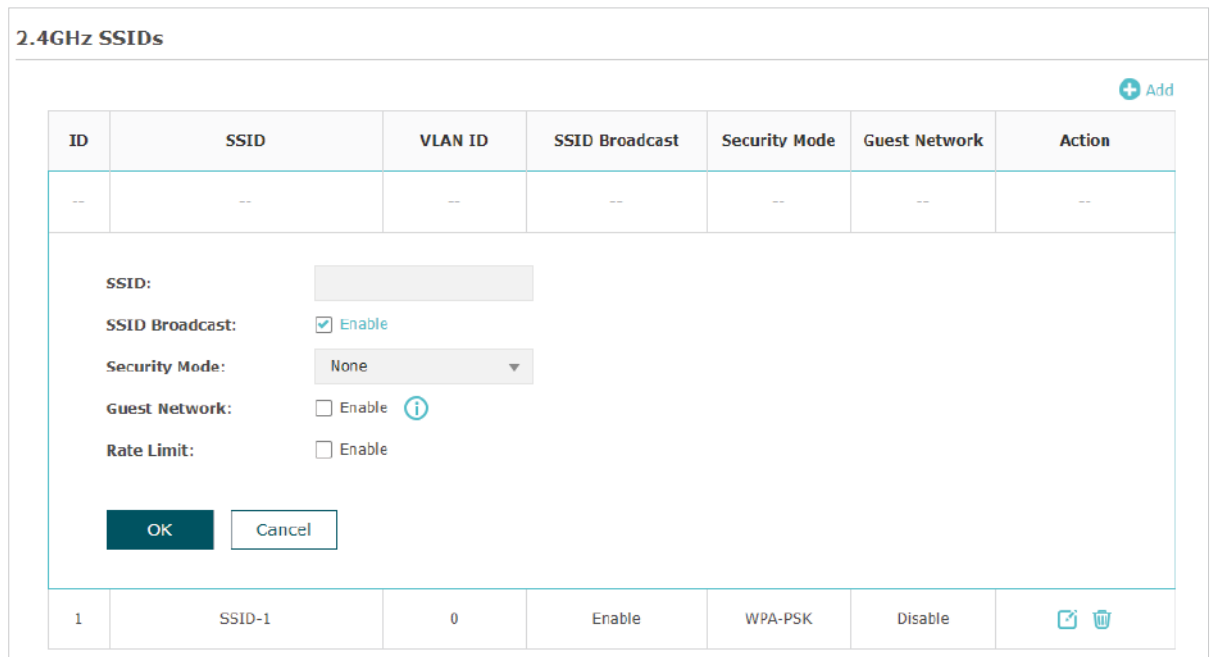 2.4GHz SSIDs
Add
ID SSID VLAN ID SSID Broadcast Security Mode Guest Network Action
-- -- -- -- -- -- --
SSID:
SSID Broadcast: Enable
Security Mode: None
Guest Network: Enable
Rate Limit: Enable
OK Cancel
1 SSID-1 0 Enable WPA-PSK Disable